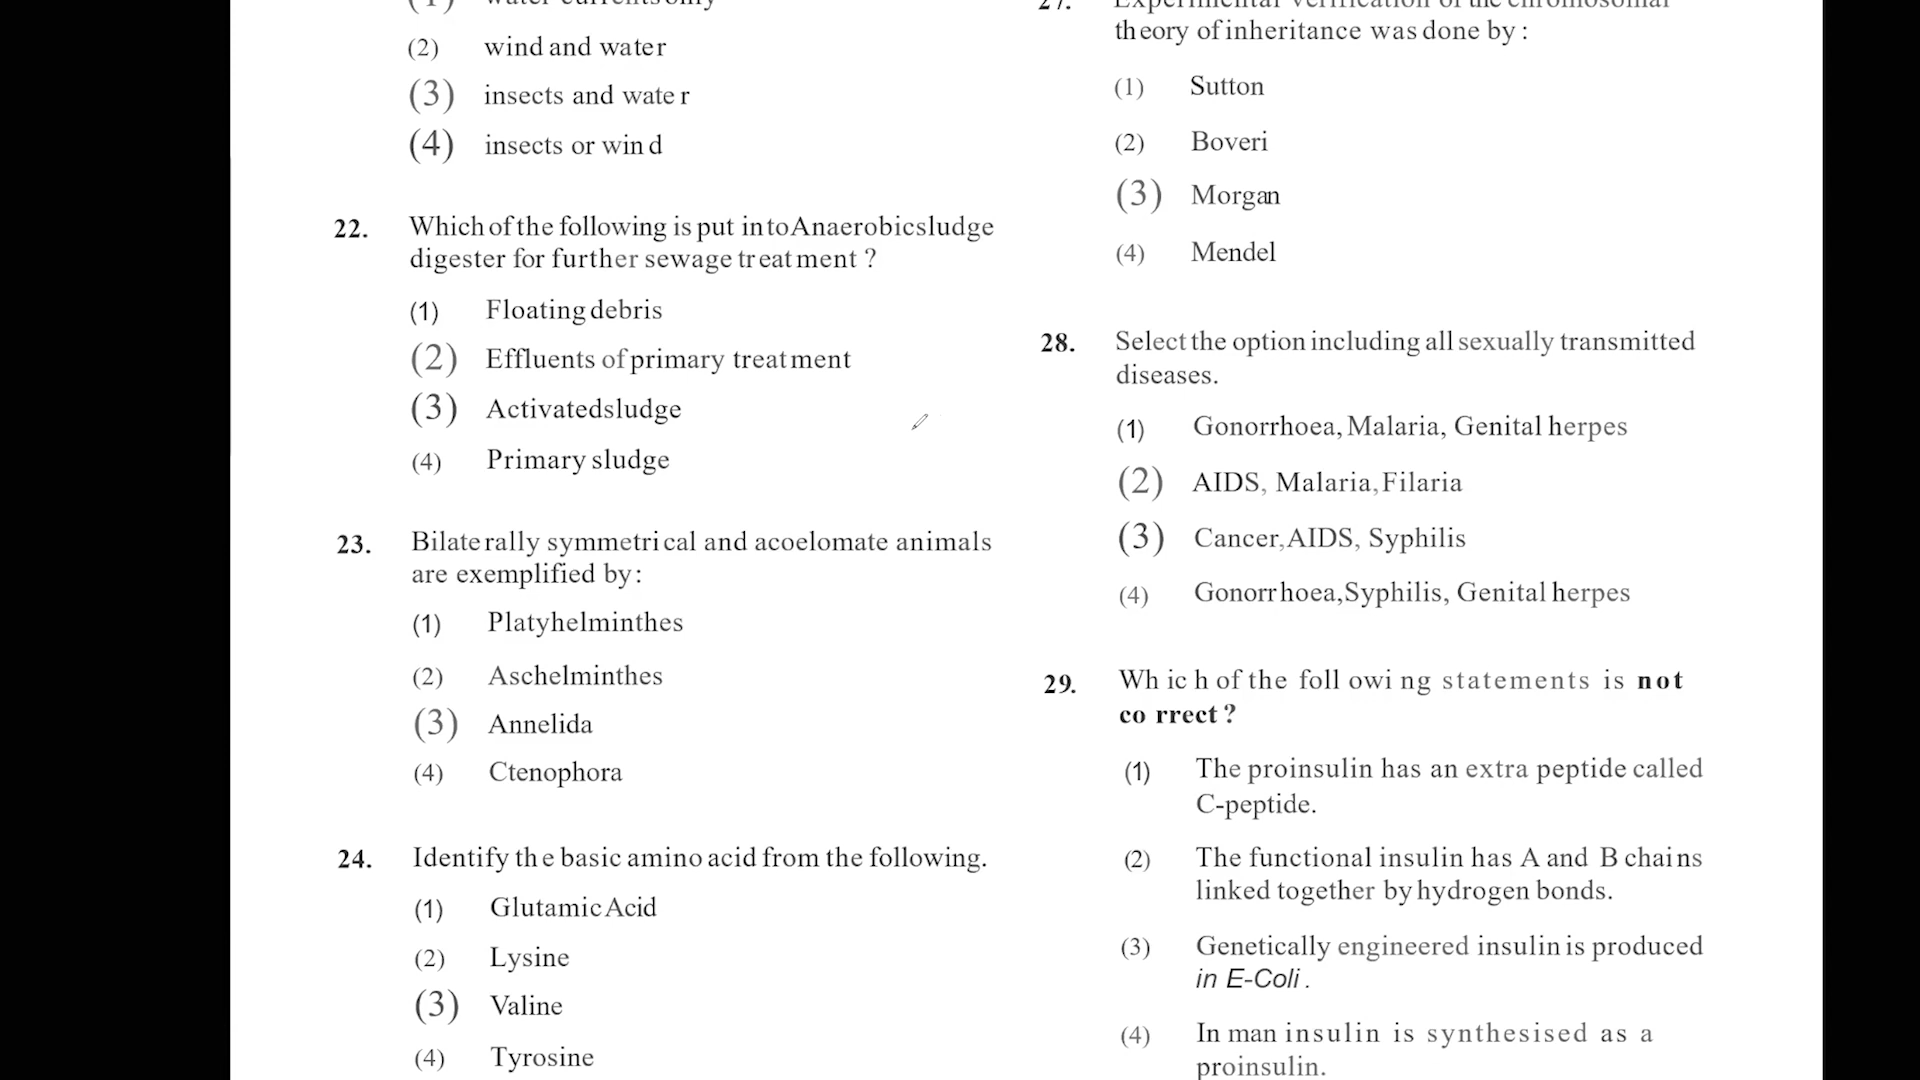 wind and water
(2)
(3) insects and water
(4) insects or wind
22. Which of the following is put into Anaerobic sludge
digester for further sewage treatment ?
(1) Floating debris
(2) Effluents of primary treatment
(3) Activated sludge
(4) Primary sludge
23. Bilaterally symmetrical and acoelomate animals
are exemplified by:
(1) Platyhelminthes
(2) Aschelminthes
(3) Annelida
(4) Ctenophora
24. Identify the basic amino acid from the following.
(1) Glutamic Acid
(2) Lysine
(3) Valine
(4) Tyrosine
theory of inheritance was done by :
(1) Sutton
(2) Boveri
(3) Morgan
(4) Mendel
28. Select the option including all sexually transmitted
diseases.
(1) Gonorrhoea, Malaria, Genital herpes
(2) AIDS, Malaria, Filaria
(3) Cancer, AIDS, Syphilis
(4) Gonorrhoea, Syphilis, Genital herpes
29. Which of the following statements is not
correct ?
(1) The proinsulin has an extra peptide called
C-peptide.
(2) The functional insulin has A and B chains
linked together by hydrogen bonds.
(3) Genetically engineered insulin is produced
in E-Coli .
(4) In man insulin is synthesised as a
proinsulin.